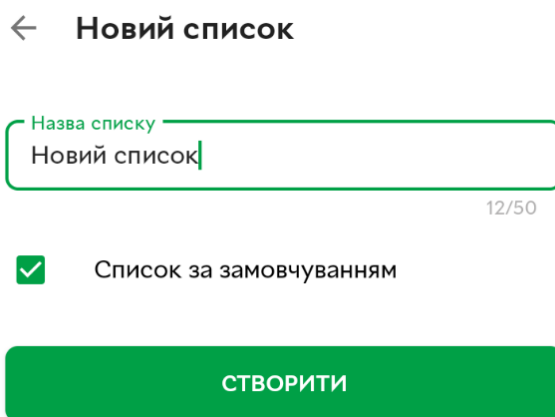 Новий список
Назва списку
Новий список
12/50
Список за замовчуванням
СТВОРИТИ